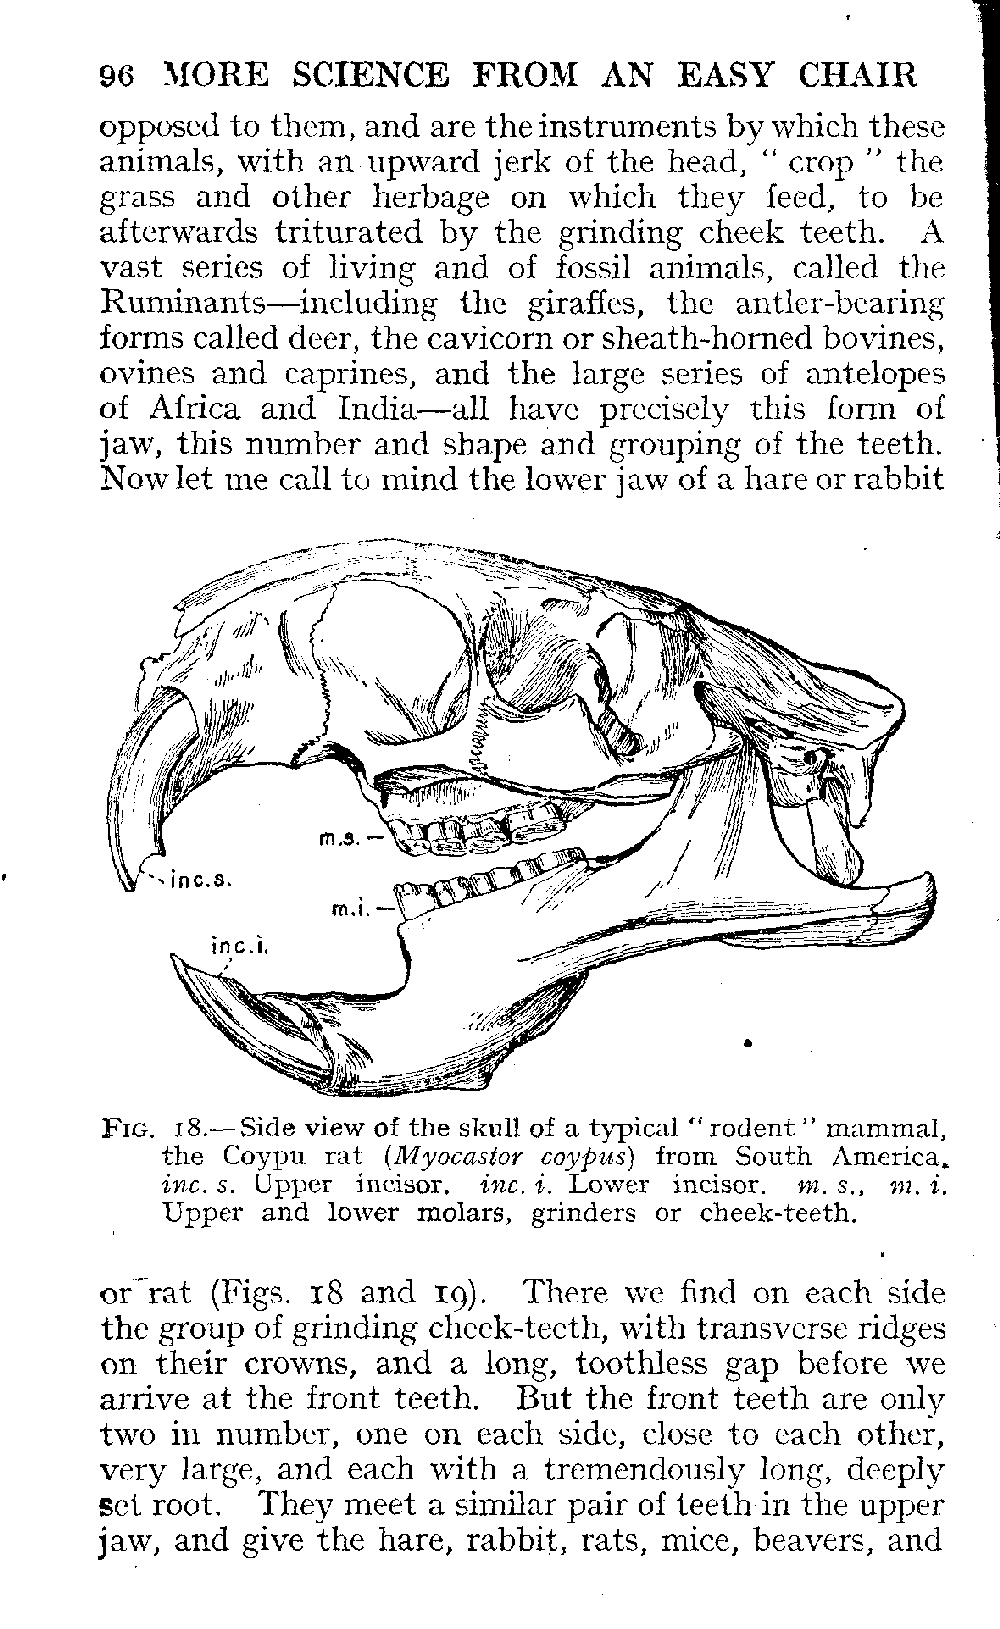 96 MORE SCIENCE FROM AN EASY CHAIR
opposed to them, and are the instruments by which these
animals, with an upward jerk of the head, “ crop ” the
grass and other herbage on which they feed, to be
afterwards triturated by the grinding cheek teeth. A
vast series of living and of fossil animals, called the
Ruminants—including the giraffes, the antler-bearing
forms called deer, the cavicorn or sheath-horned bovines,
ovines and caprines, and the large series of antelopes
of Africa and India—all have precisely this form of
jaw, this number and shape and grouping of the teeth.
Now let me call to mind the lower jaw of a hare or rabbit
m.s.
inc.s.
m.i.
inc.i.
FIG. 18.—Side view of the skull of a typical “rodent” mammal,
the Coypu rat (Myocastor coypus) from South America.
inc. s. Upper incisor. inc. i. Lower incisor. m. s., m. i.
Upper and lower molars, grinders or cheek-teeth.
or rat (Figs. 18 and 19). There we find on each side
the group of grinding cheek-teeth, with transverse ridges
on their crowns, and a long, toothless gap before we
arrive at the front teeth. But the front teeth are only
two in number, one on each side, close to each other,
very large, and each with a tremendously long, deeply
set root. They meet a similar pair of teeth in the upper
jaw, and give the hare, rabbit, rats, mice, beavers, and